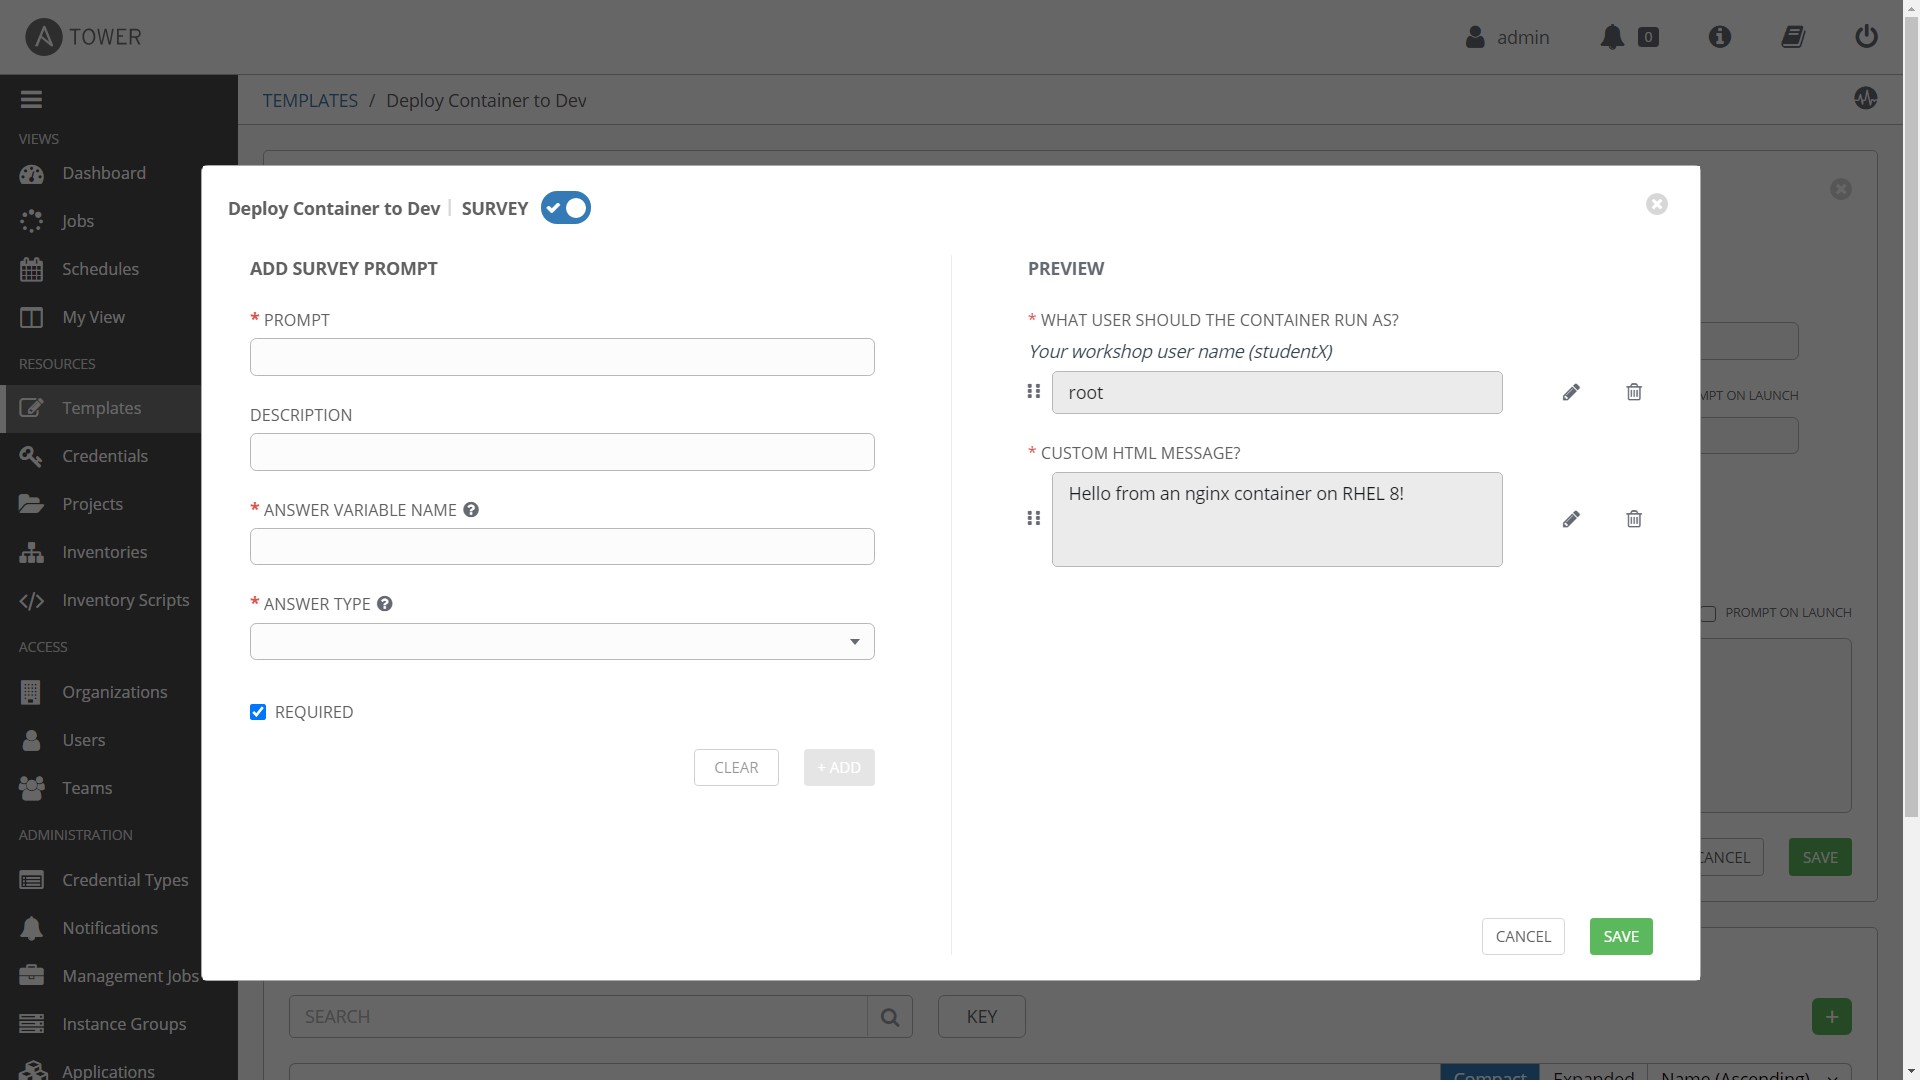 TOWER
admin
0
TEMPLATES / Deploy Container to Dev
VIEWS
Dashboard
Jobs
Schedules
My View
RESOURCES
Templates
Credentials
Projects
Inventories
Inventory Scripts
ACCESS
Organizations
Users
Teams
ADMINISTRATION
Credential Types
Notifications
Management Jobs
Instance Groups
Applications
Deploy Container to Dev | SURVEY
ADD SURVEY PROMPT
* PROMPT
DESCRIPTION
* ANSWER VARIABLE NAME ?
* ANSWER TYPE ?
REQUIRED
CLEAR
+ ADD
PREVIEW
* WHAT USER SHOULD THE CONTAINER RUN AS?
Your workshop user name (studentX)
root
* CUSTOM HTML MESSAGE?
Hello from an nginx container on RHEL 8!
CANCEL
SAVE
ON LAUNCH
PROMPT ON LAUNCH
SAVE
SEARCH
KEY
+
Compact
Expanded
Name (Ascending)